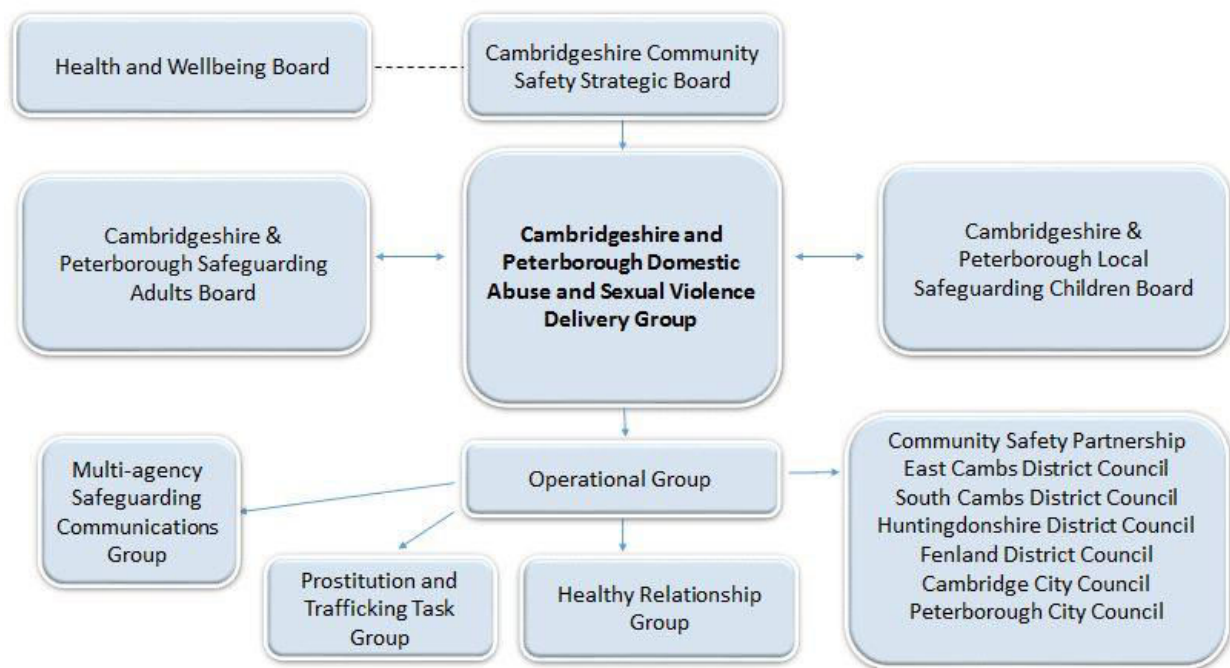 Health and Wellbeing Board
Cambridgeshire Community
Safety Strategic Board
Cambridgeshire &
Peterborough Safeguarding
Adults Board
Cambridgeshire and
Peterborough Domestic
Abuse and Sexual Violence
Delivery Group
Cambridgeshire &
Peterborough Local
Safeguarding Children Board
Multi-agency
Safeguarding
Communications
Group
Operational Group
Community Safety Partnership
East Cambs District Council
South Cambs District Council
Huntingdonshire District Council
Fenland District Council
Cambridge City Council
Peterborough City Council
Prostitution and
Trafficking Task
Group
Healthy Relationship
Group